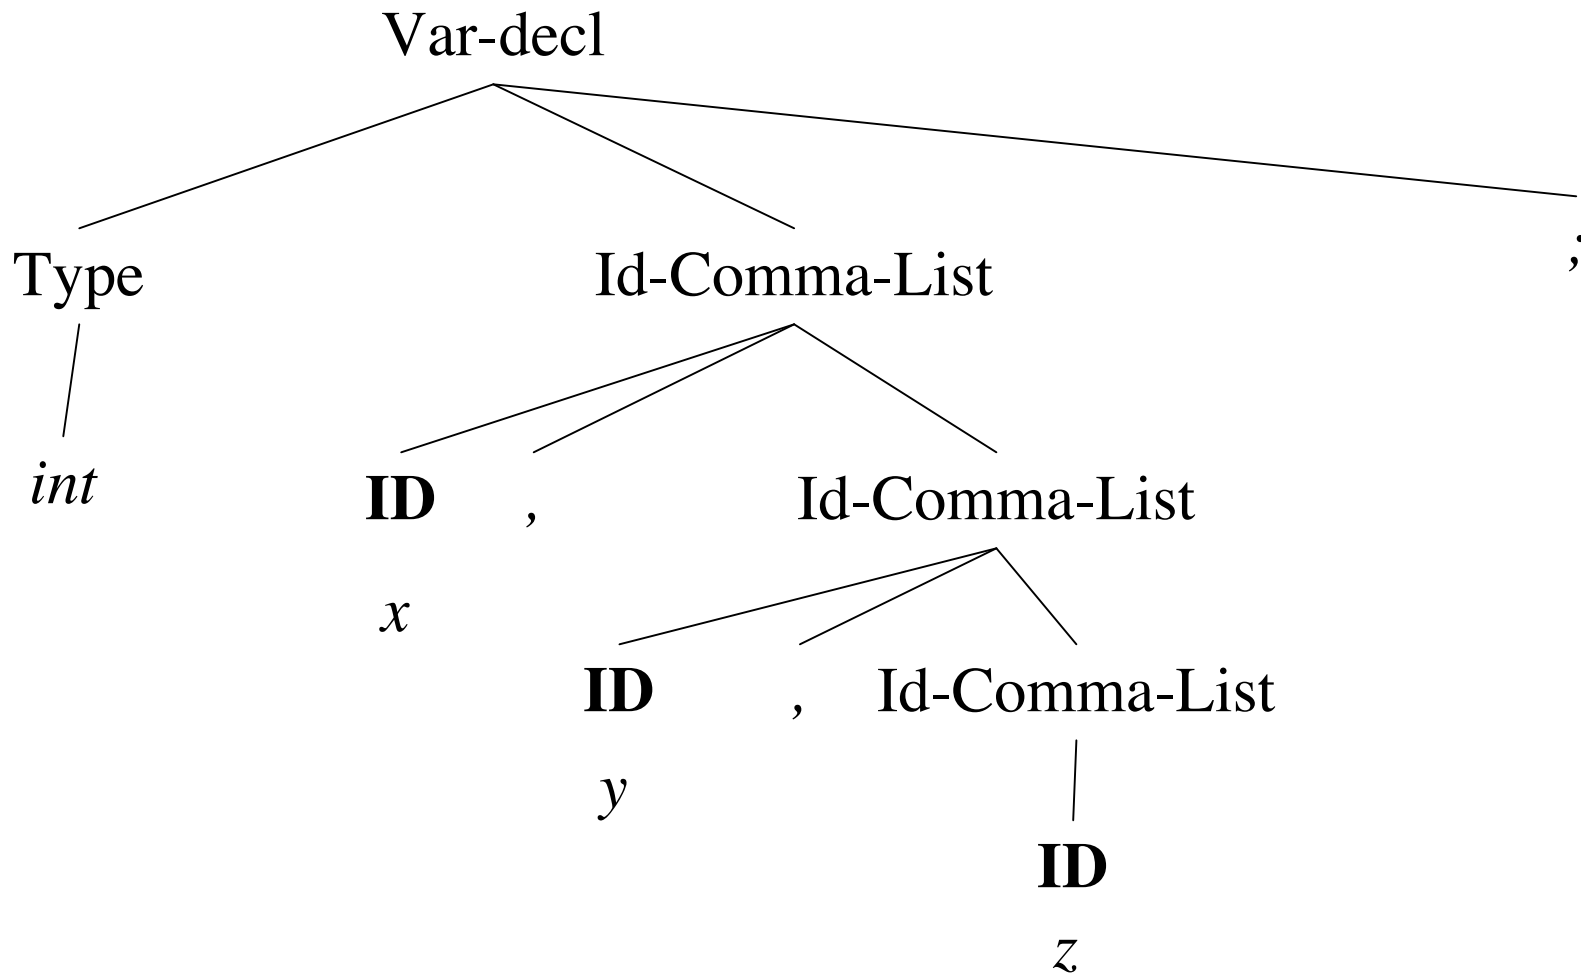 Var-decl
Type Id-Comma-List ;
int ID , Id-Comma-List
x
ID , Id-Comma-List
y
ID
z